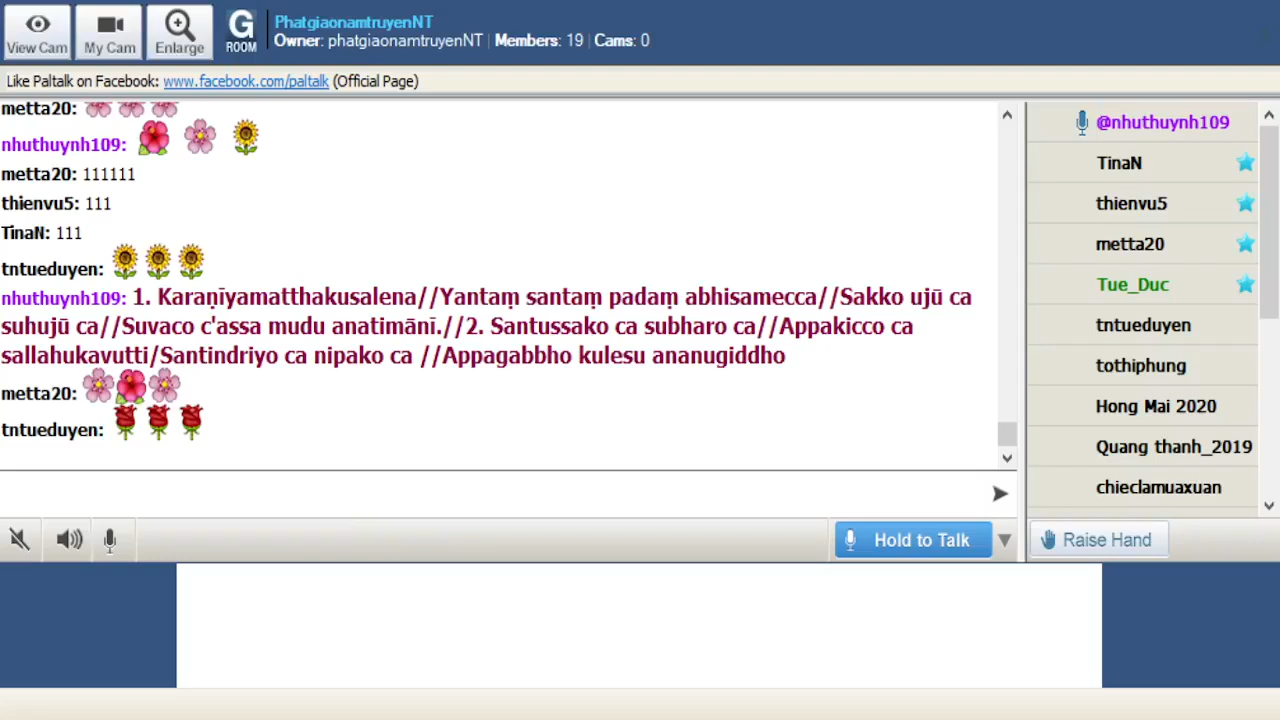 View Cam
My Cam
Enlarge
G
ROOM
PhatgiaonamtruyenNT
Owner: phatgiaonamtruyenNT | Members: 19 | Cams: 0
Like Paltalk on Facebook: www.facebook.com/paltalk (Official Page)
metta20:
nhuthuynh109:
metta20: 111111
thienvu5: 111
TinaN: 111
tntueduyen:
nhuthuynh109: 1. Karaṇīyamatthakusalena//Yantaṃ santaṃ padaṃ abhisamecca//Sakko ujū ca
suhujū ca//Suvaco c'assa mudu anatimānī.//2. Santussako ca subharo ca//Appakicco ca
sallahukavutti/Santindriyo ca nipako ca //Appagabbho kulesu ananugiddho
metta20:
tntueduyen:
@nhuthuynh109
TinaN
thienvu5
metta20
Tue_Duc
tntueduyen
tothiphung
Hong Mai 2020
Quang thanh_2019
chieclamuaxuan
Hold to Talk
Raise Hand